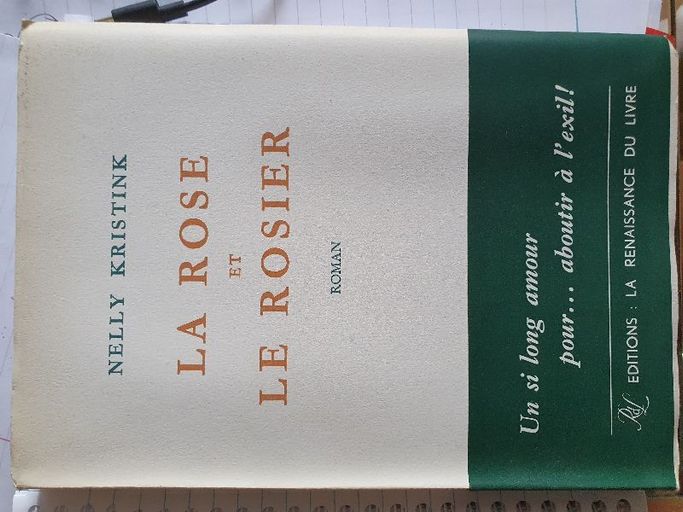 NELLY KRISTINK
LA ROSE
ET
LE ROSIER
ROMAN
Un si long amour
pour... aboutir à l'exil!
RdL EDITIONS : LA RENAISSANCE DU LIVRE